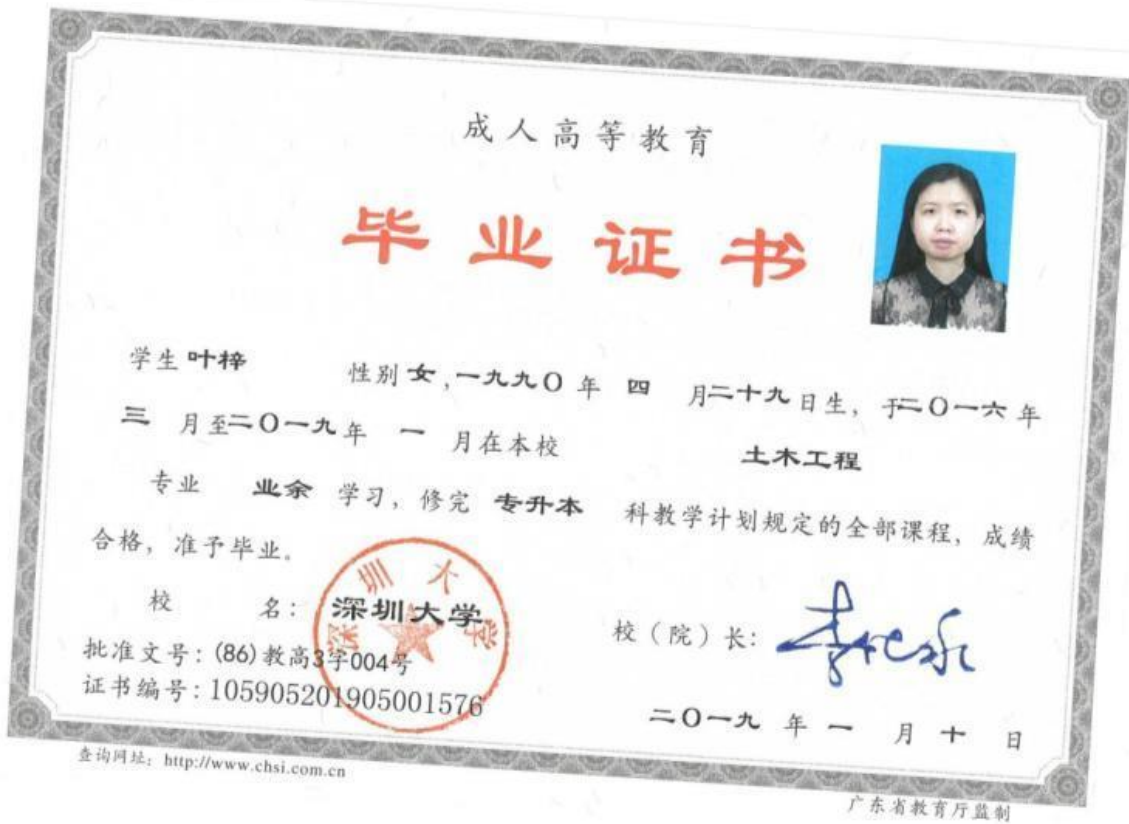 成人高等教育
毕业证书
学生 叶梓 性别 女,一九九〇 年 四 月二十九日生，于二〇一六年
三 月至二〇一九年 一 月在本校 土木工程
专业 业余 学习，修完 专升本 科教学计划规定的全部课程，成绩
合格，准予毕业。
校 名：深圳大学
深圳大学
校（院）长：
批准文号：(86)教高3字004号
证书编号：105905201905001576
二〇一九 年 一 月 十 日
查询网址：http://www.chsi.com.cn
广东省教育厅监制